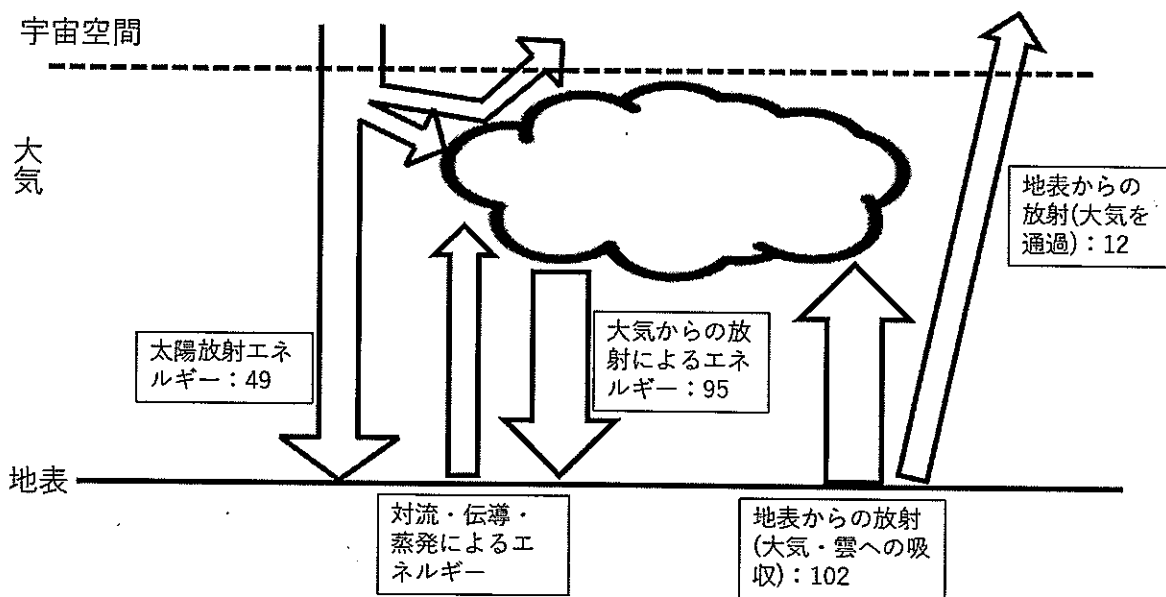 宇宙空間
大気
地表からの
放射(大気を
通過)：12
太陽放射エネ
ルギー：49
大気からの放
射によるエネ
ルギー：95
地表
対流・伝導・
蒸発によるエ
ネルギー
地表からの放射
(大気・雲への吸
収)：102